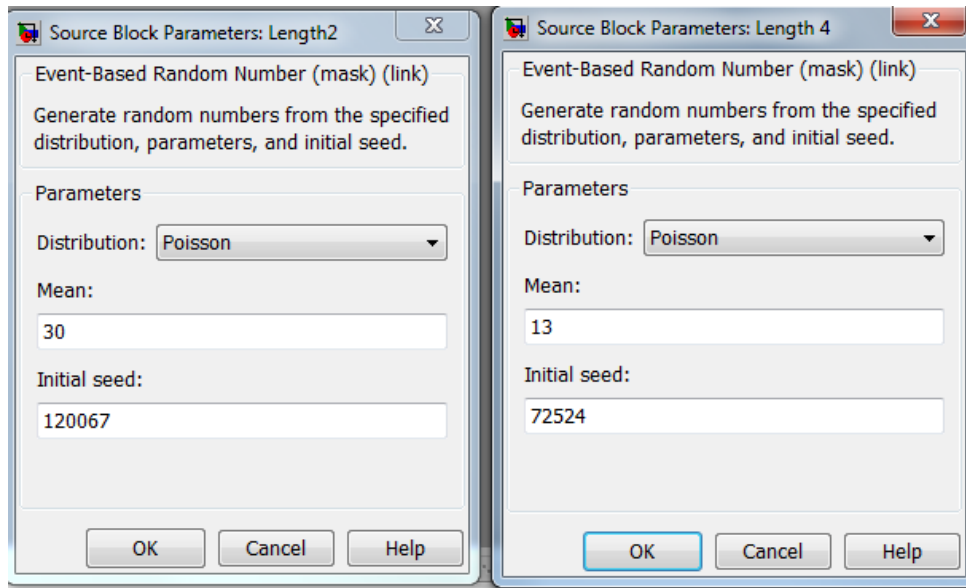 Source Block Parameters: Length2
Event-Based Random Number (mask) (link)
Generate random numbers from the specified
distribution, parameters, and initial seed.
Parameters
Distribution: Poisson
Mean:
30
Initial seed:
120067
OK Cancel Help
Source Block Parameters: Length 4
Event-Based Random Number (mask) (link)
Generate random numbers from the specified
distribution, parameters, and initial seed.
Parameters
Distribution: Poisson
Mean:
13
Initial seed:
72524
OK Cancel Help